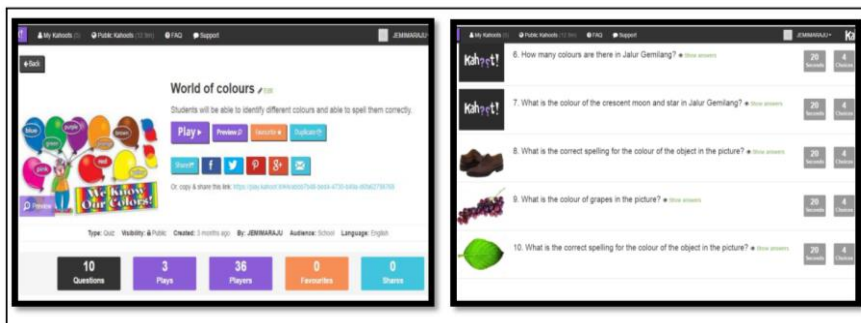 My Kahoots (5) Public Kahoots FAQ Support JEMIMARAJU
Back
World of colours
Students will be able to identify different colours and able to spell them correctly.
Play Preview Favourite Duplicate
Share
Or, copy & share this link:
blue
green
purple
orange
brown
pink
red
yellow
We Know
Our Colors!
Preview
Type: Quiz Visibility: Public Created: 3 months ago By: JEMIMARAJU Audience: School Language: English
10 3 36 0 0
Questions Plays Players Favourites Shares
My Kahoots (5) Public Kahoots FAQ Support JEMIMARAJU
Kahoot! 6. How many colours are there in Jalur Gemilang? Show answers 20 Seconds 4 Choices
Kahoot! 7. What is the colour of the crescent moon and star in Jalur Gemilang? Show answers 20 Seconds 4 Choices
8. What is the correct spelling for the colour of the object in the picture? Show answers 20 Seconds 4 Choices
9. What is the colour of grapes in the picture? Show answers 20 Seconds 4 Choices
10. What is the correct spelling for the colour of the object in the picture? Show answers 20 Seconds 4 Choices